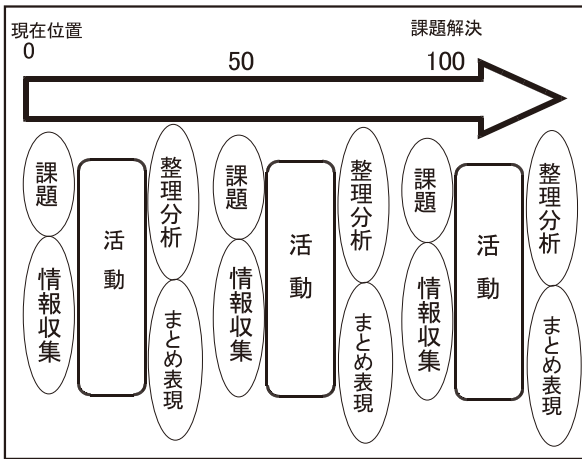 現在位置
課題解決
0
50
100
課題
情報収集
活動
整理分析
まとめ表現
課題
情報収集
活動
整理分析
まとめ表現
課題
情報収集
活動
整理分析
まとめ表現